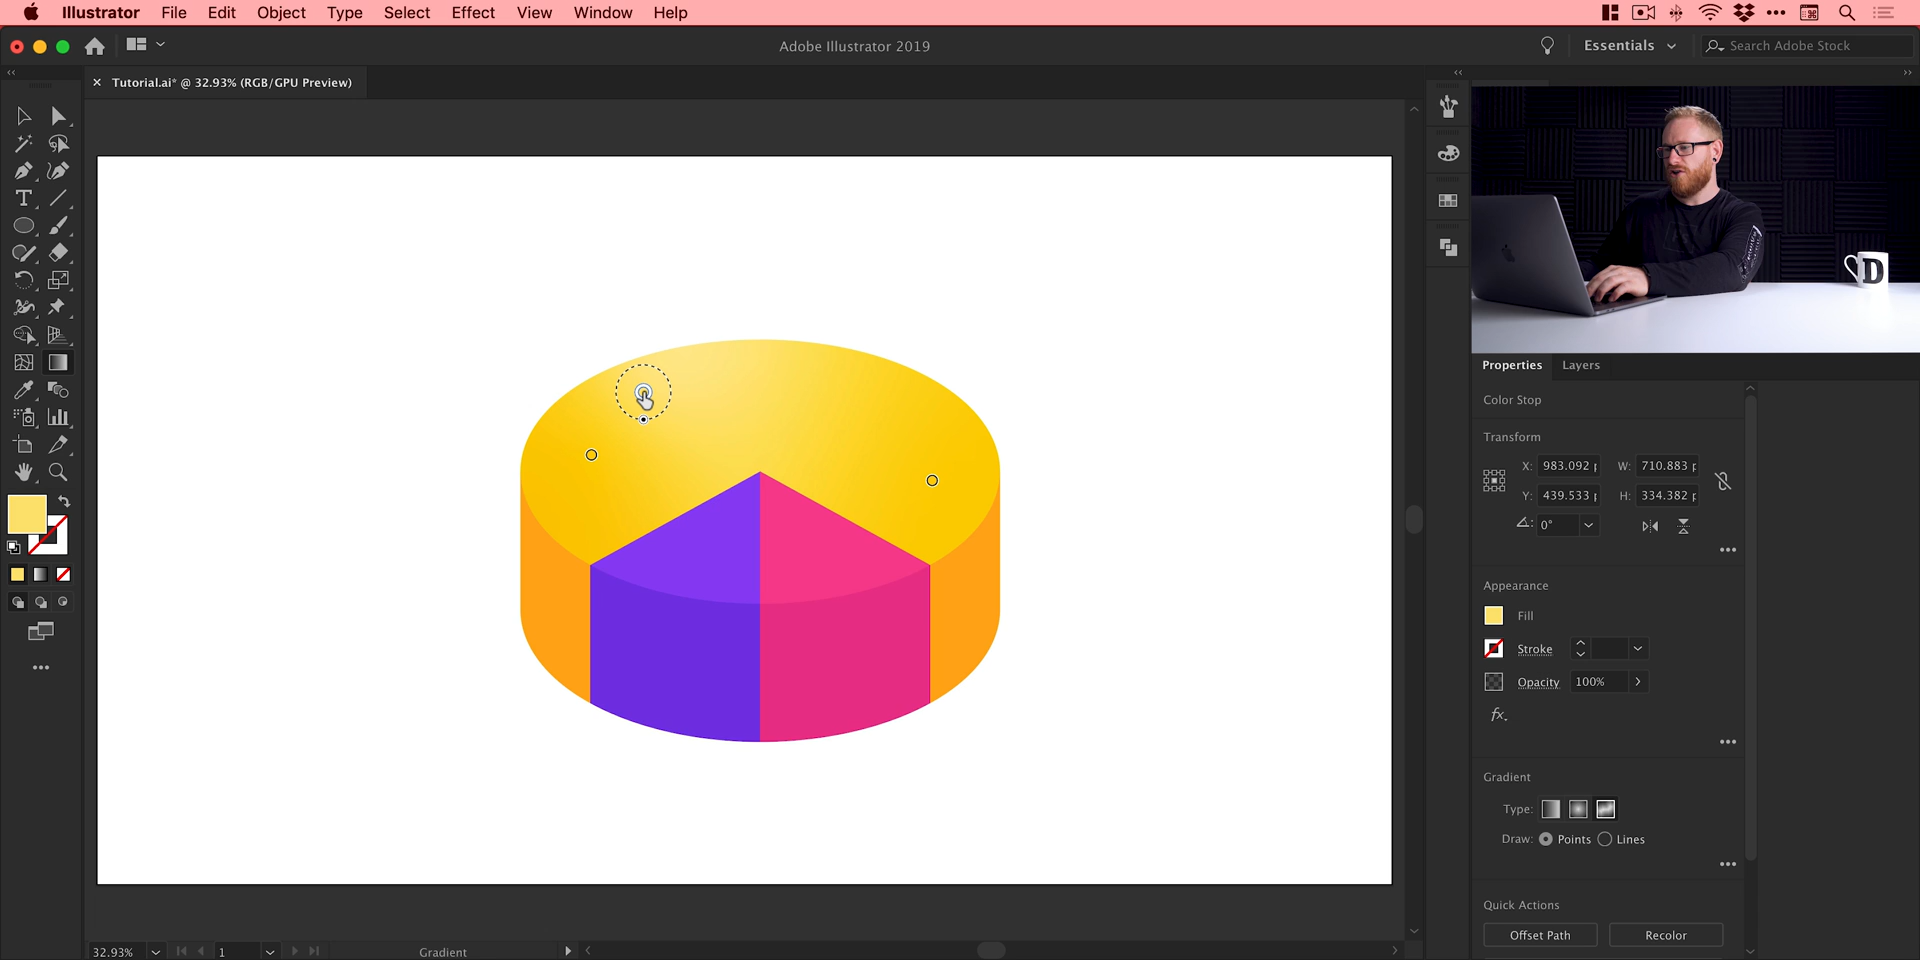 Illustrator File Edit Object Type Select Effect View Window Help
Adobe Illustrator 2019
Essentials
Search Adobe Stock
Tutorial.ai* @ 32.93% (RGB/GPU Preview)
T
D
Properties Layers
Color Stop
Transform
X: 983.092 W: 710.883
Y: 439.533 H: 334.382
0°
Appearance
Fill
Stroke
Opacity 100%
fx
Gradient
Type:
Draw: Points Lines
Quick Actions
Offset Path Recolor
32.93% 1 Gradient